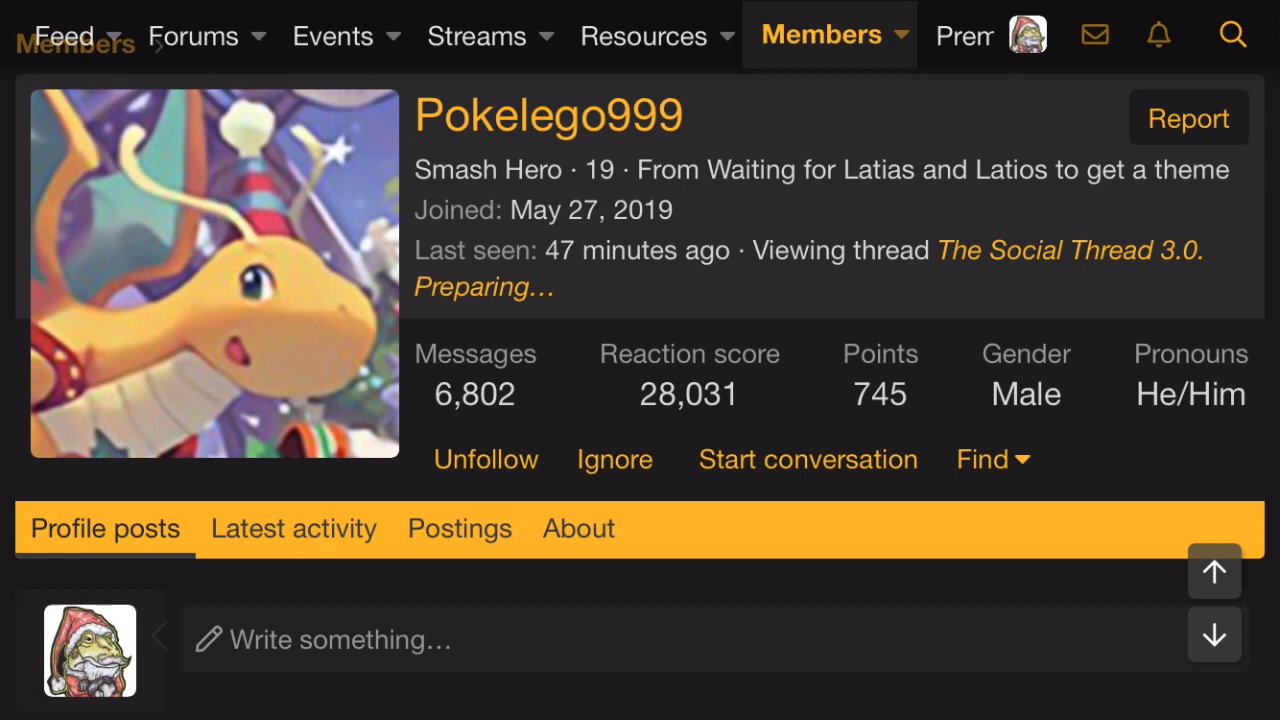 Feed Forums Events Streams Resources Members Prem
Members
Pokelego999
Report
Smash Hero · 19 · From Waiting for Latias and Latios to get a theme
Joined: May 27, 2019
Last seen: 47 minutes ago · Viewing thread The Social Thread 3.0.
Preparing…
Messages Reaction score Points Gender Pronouns
6,802 28,031 745 Male He/Him
Unfollow Ignore Start conversation Find
Profile posts Latest activity Postings About
Write something…